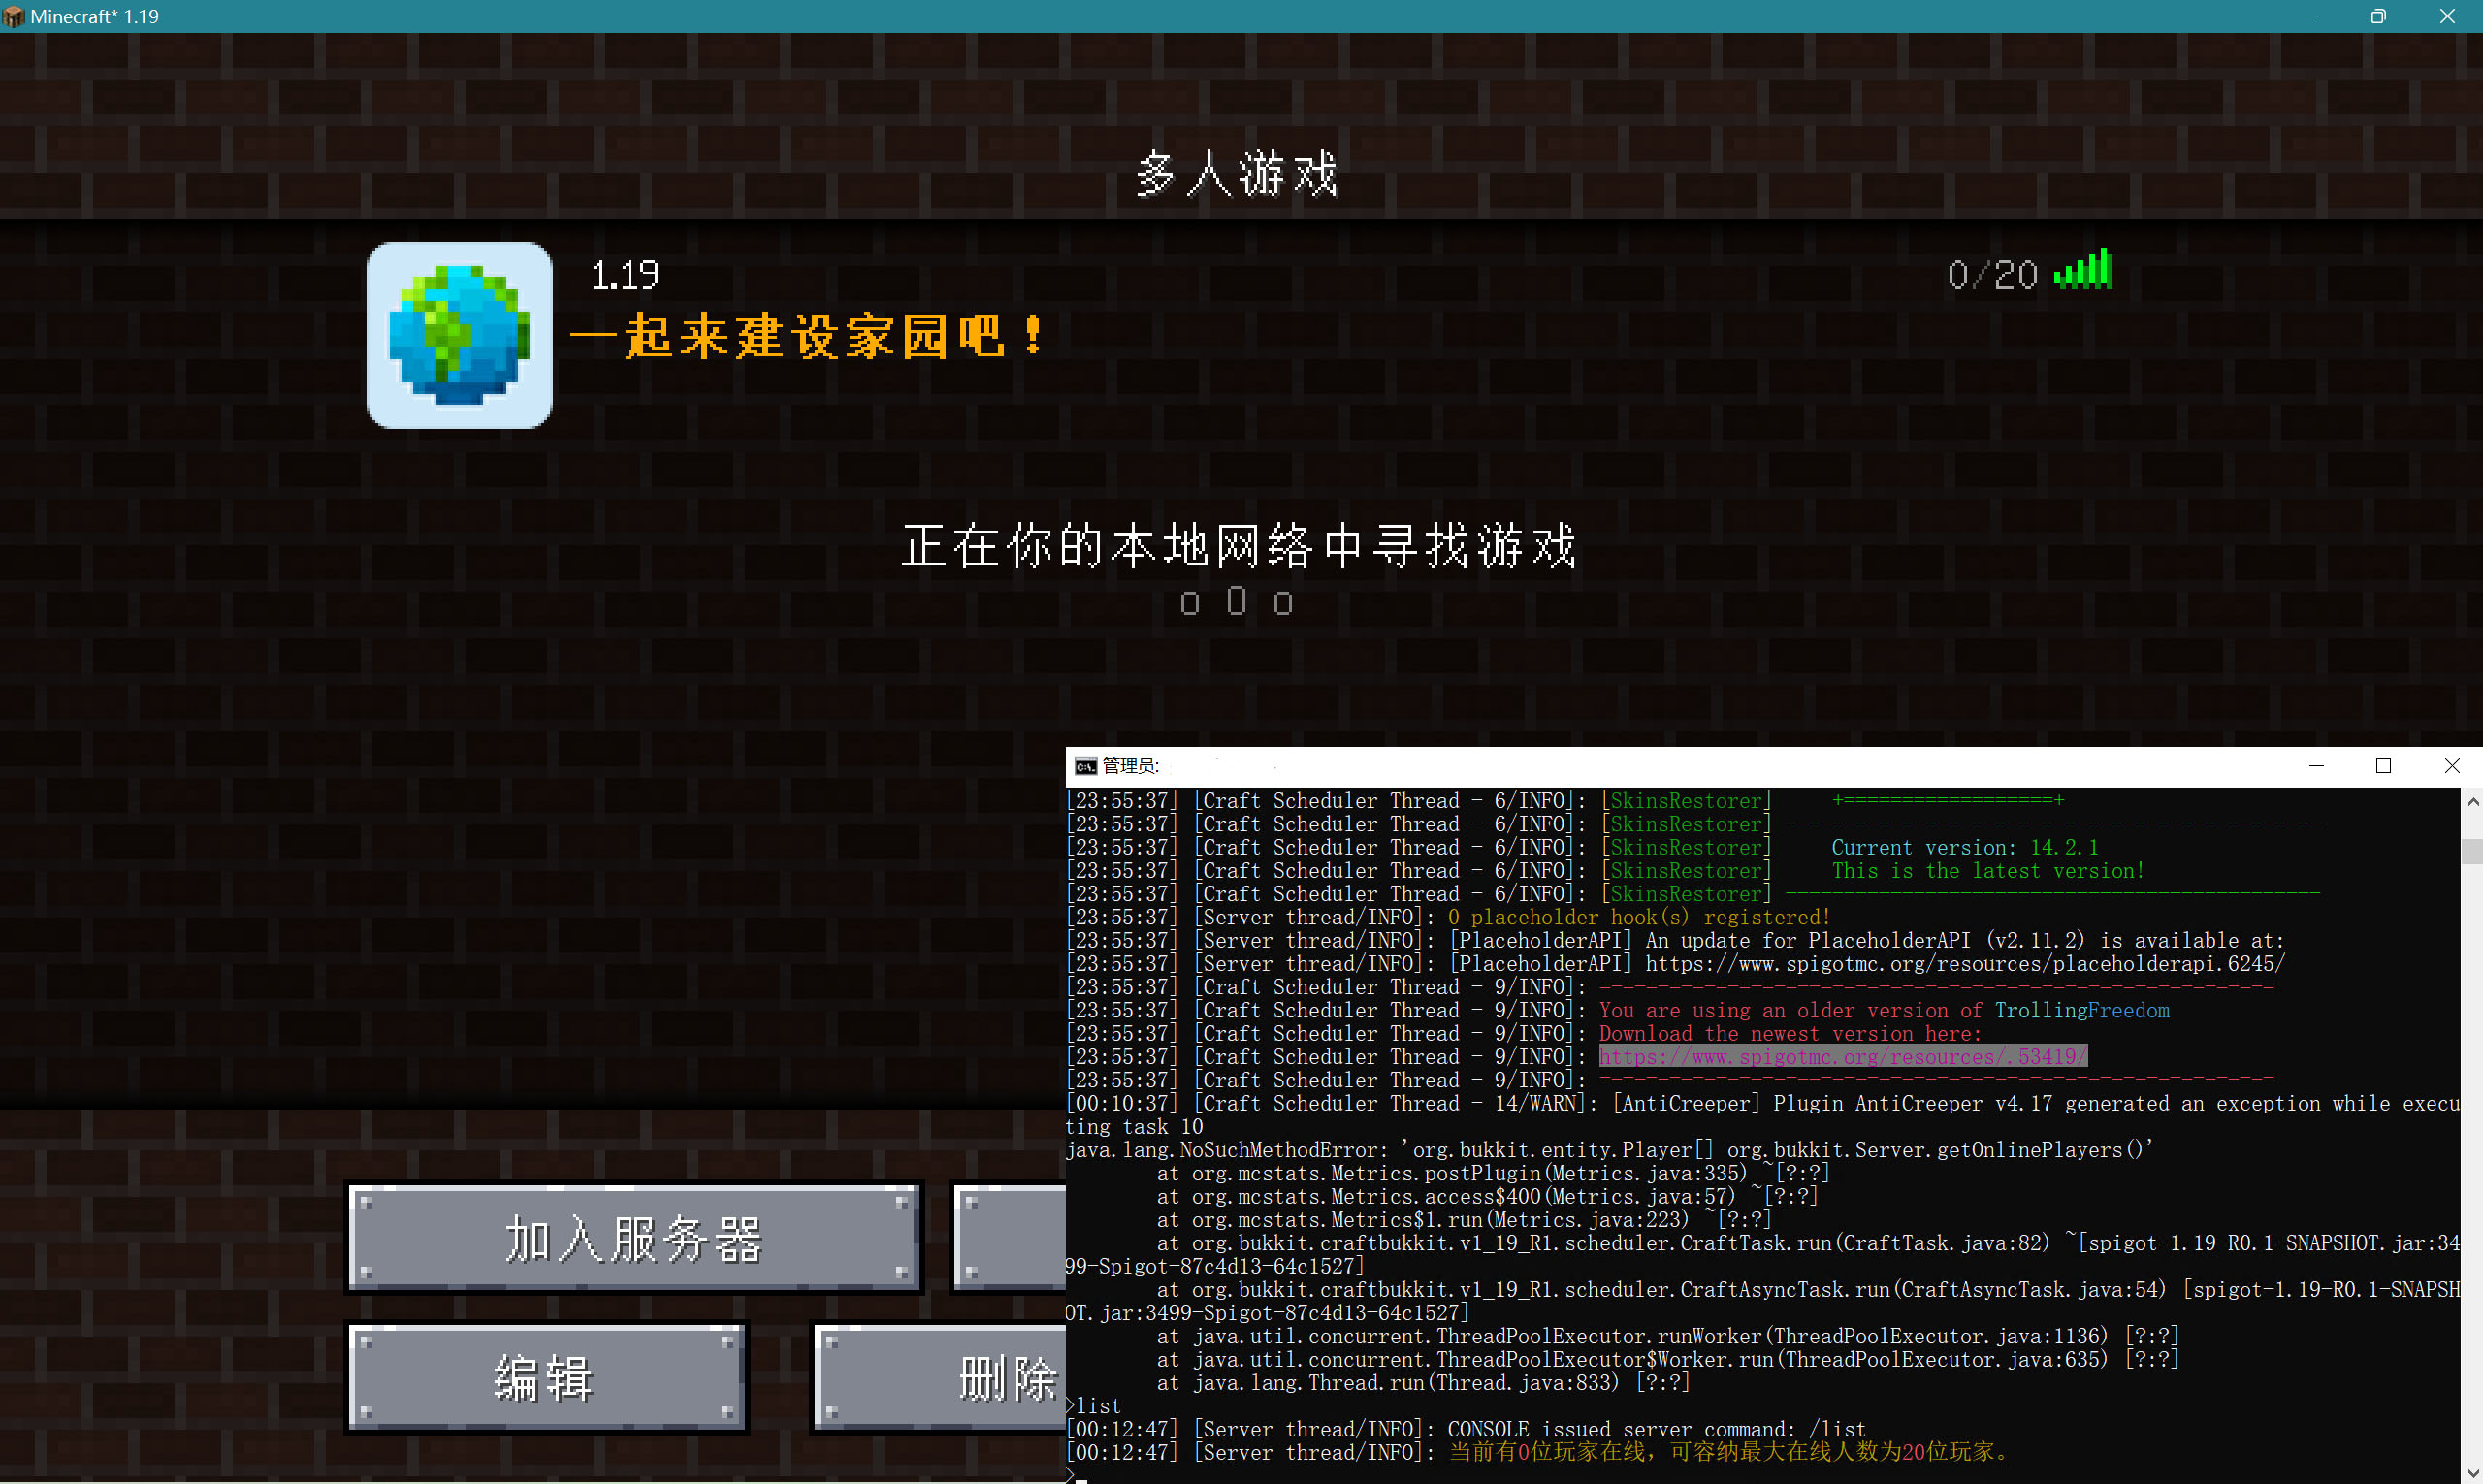 Minecraft* 1.19
多人游戏
1.19
0/20
一起来建设家园吧！
正在你的本地网络中寻找游戏
o O o
加入服务器
编辑
删除
管理员:
[23:55:37] [Craft Scheduler Thread - 6/INFO]: [SkinsRestorer]     +==================+
[23:55:37] [Craft Scheduler Thread - 6/INFO]: [SkinsRestorer] ----------------------------------------------
[23:55:37] [Craft Scheduler Thread - 6/INFO]: [SkinsRestorer]     Current version: 14.2.1
[23:55:37] [Craft Scheduler Thread - 6/INFO]: [SkinsRestorer]     This is the latest version!
[23:55:37] [Craft Scheduler Thread - 6/INFO]: [SkinsRestorer] ----------------------------------------------
[23:55:37] [Server thread/INFO]: 0 placeholder hook(s) registered!
[23:55:37] [Server thread/INFO]: [PlaceholderAPI] An update for PlaceholderAPI (v2.11.2) is available at:
[23:55:37] [Server thread/INFO]: [PlaceholderAPI] https://www.spigotmc.org/resources/placeholderapi.6245/
[23:55:37] [Craft Scheduler Thread - 9/INFO]: =-=-=-=-=-=-=-=-=--=-=-=-=-=-=-=-=-=-=-=-=-=-=-=-=-=-=-=-=
[23:55:37] [Craft Scheduler Thread - 9/INFO]: You are using an older version of TrollingFreedom
[23:55:37] [Craft Scheduler Thread - 9/INFO]: Download the newest version here:
[23:55:37] [Craft Scheduler Thread - 9/INFO]: https://www.spigotmc.org/resources/.53419/
[23:55:37] [Craft Scheduler Thread - 9/INFO]: =-=-=-=-=-=-=-=-=--=-=-=-=-=-=-=-=-=-=-=-=-=-=-=-=-=-=-=-=
[00:10:37] [Craft Scheduler Thread - 14/WARN]: [AntiCreeper] Plugin AntiCreeper v4.17 generated an exception while execu
ting task 10
java.lang.NoSuchMethodError: 'org.bukkit.entity.Player[] org.bukkit.Server.getOnlinePlayers()'
        at org.mcstats.Metrics.postPlugin(Metrics.java:335) ~[?:?]
        at org.mcstats.Metrics.access$400(Metrics.java:57) ~[?:?]
        at org.mcstats.Metrics$1.run(Metrics.java:223) ~[?:?]
        at org.bukkit.craftbukkit.v1_19_R1.scheduler.CraftTask.run(CraftTask.java:82) ~[spigot-1.19-R0.1-SNAPSHOT.jar:34
99-Spigot-87c4d13-64c1527]
        at org.bukkit.craftbukkit.v1_19_R1.scheduler.CraftAsyncTask.run(CraftAsyncTask.java:54) [spigot-1.19-R0.1-SNAPSH
OT.jar:3499-Spigot-87c4d13-64c1527]
        at java.util.concurrent.ThreadPoolExecutor.runWorker(ThreadPoolExecutor.java:1136) [?:?]
        at java.util.concurrent.ThreadPoolExecutor$Worker.run(ThreadPoolExecutor.java:635) [?:?]
        at java.lang.Thread.run(Thread.java:833) [?:?]
>list
[00:12:47] [Server thread/INFO]: CONSOLE issued server command: /list
[00:12:47] [Server thread/INFO]: 当前有0位玩家在线，可容纳最大在线人数为20位玩家。
>